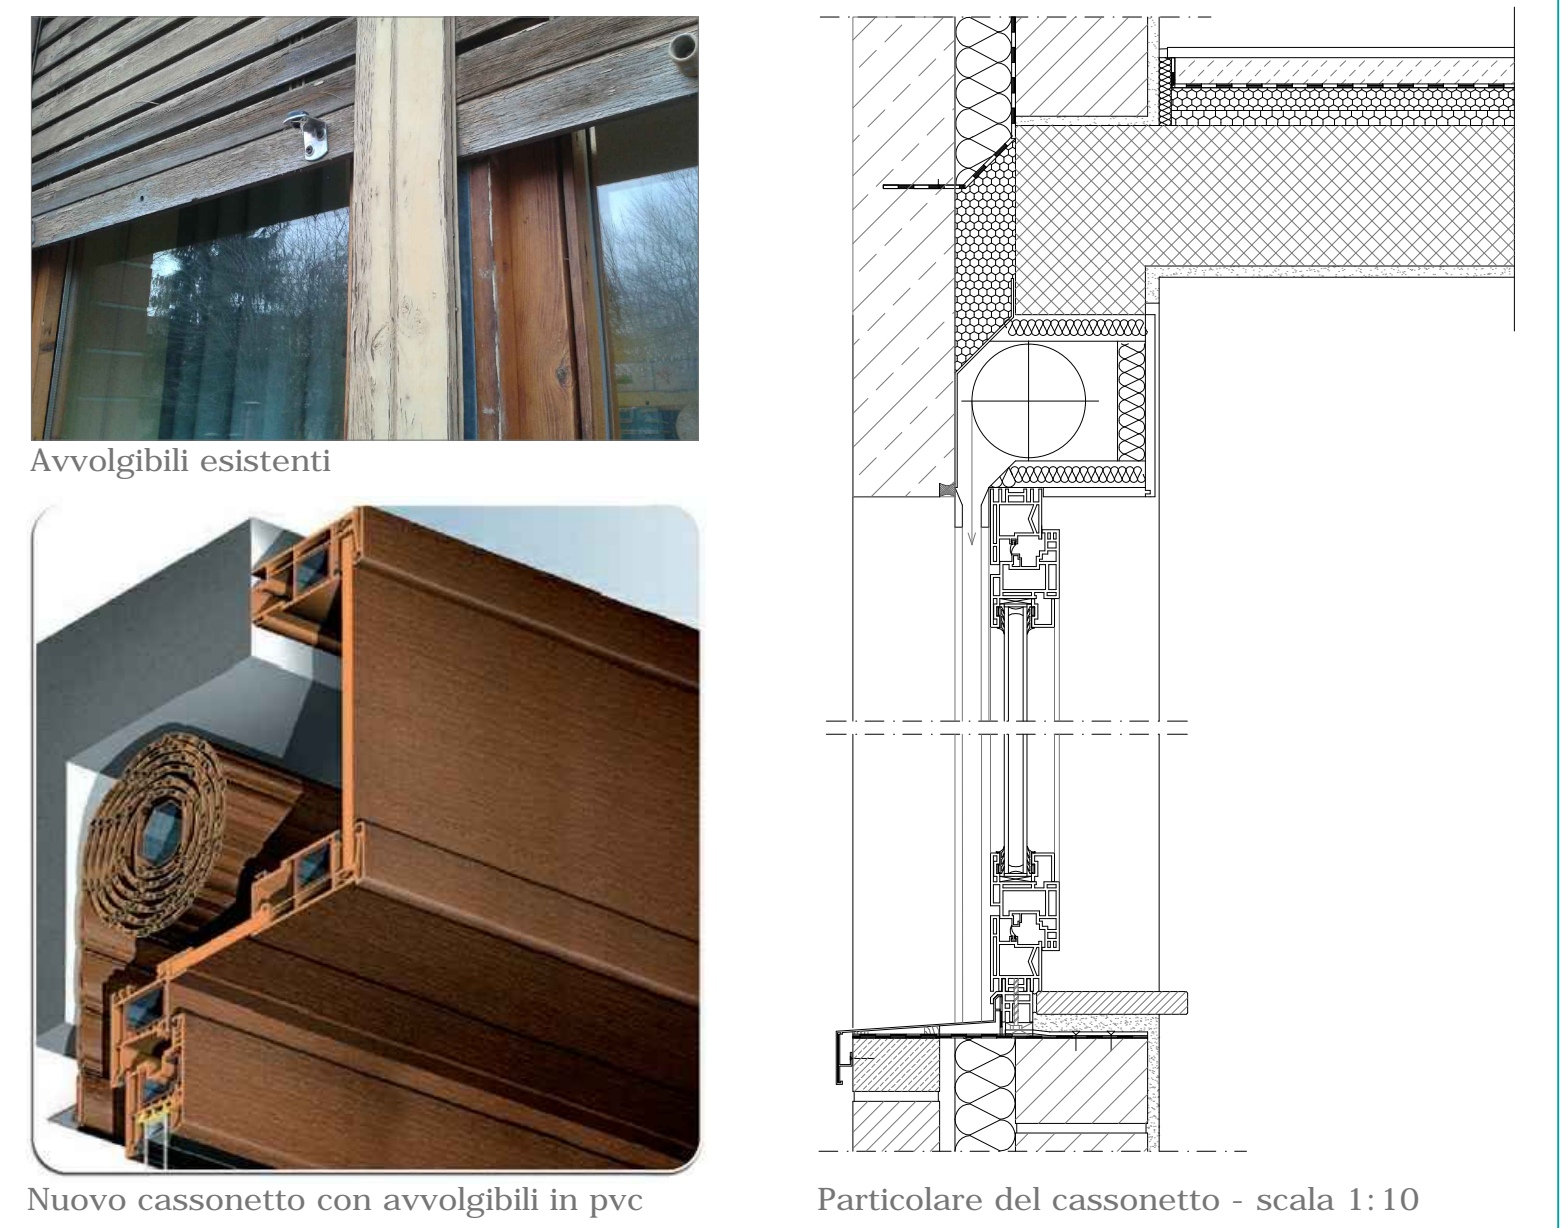 Avvolgibili esistenti
Nuovo cassonetto con avvolgibili in pvc
Particolare del cassonetto - scala 1:10